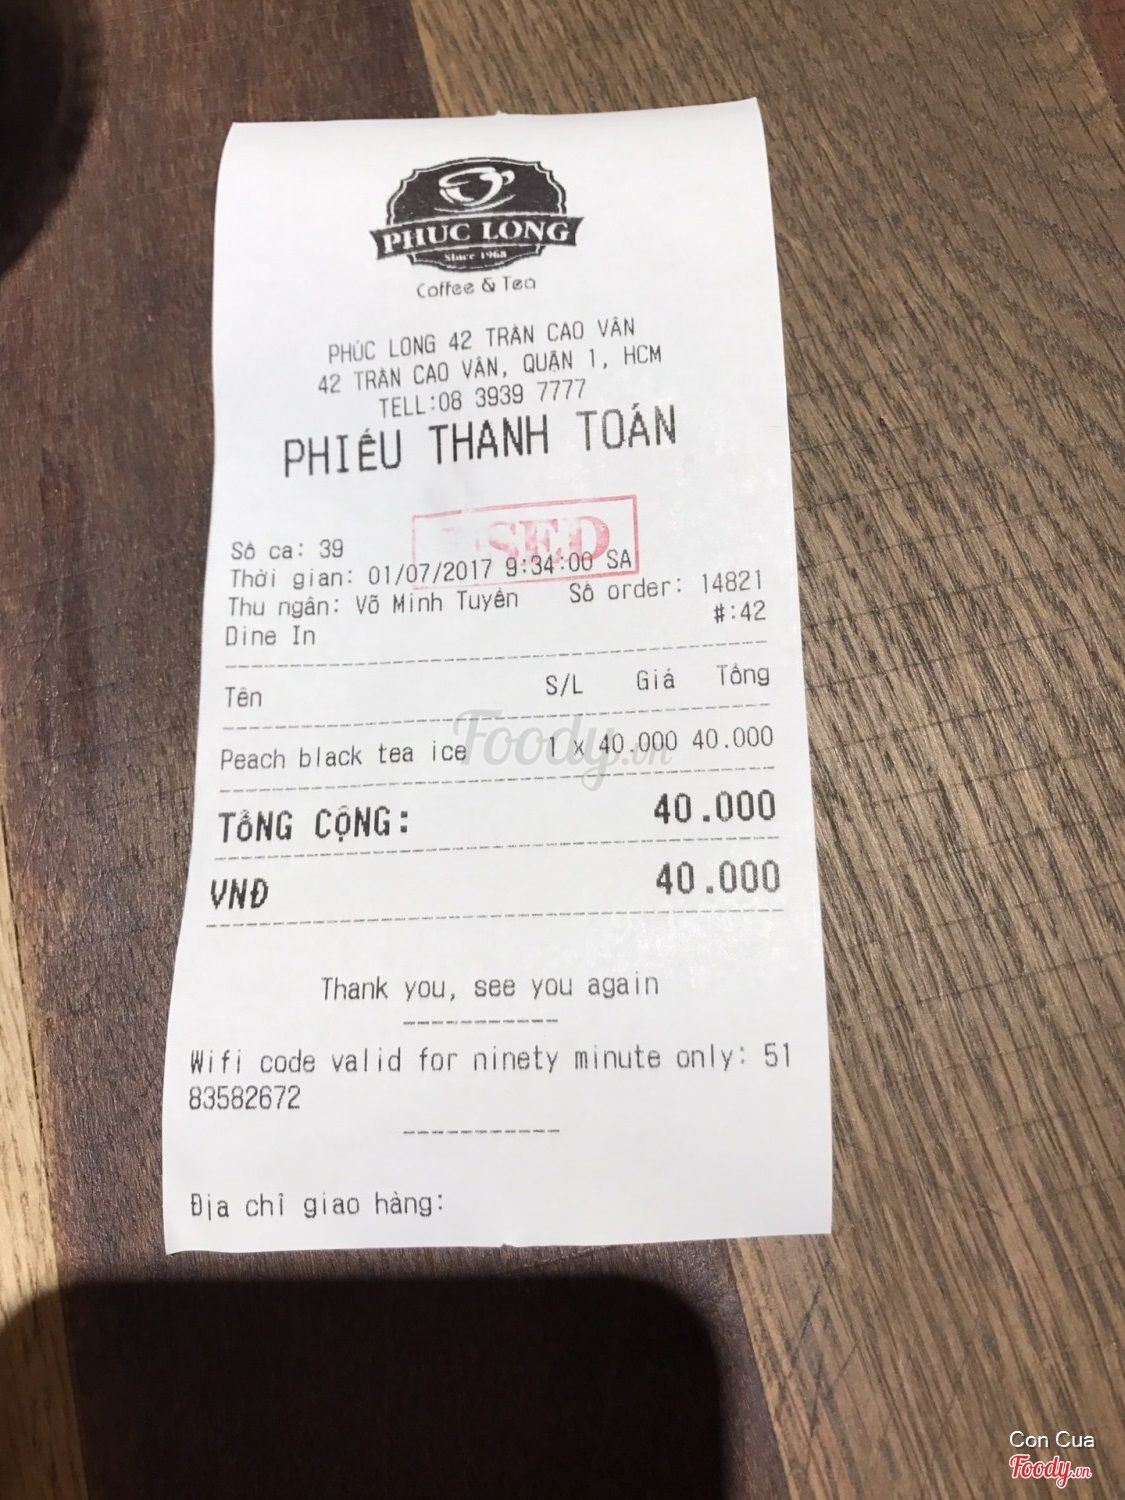 PHUC LONG
Since 1968
Coffee & Tea
PHÚC LONG 42 TRẦN CAO VÂN
42 TRẦN CAO VÂN, QUẬN 1, HCM
TELL:08 3939 7777
PHIẾU THANH TOÁN
USED
Số ca: 39
Thời gian: 01/07/2017 9:34:00 SA
Thu ngân: Võ Minh Tuyên Số order: 14821
Dine In #:42
Tên S/L Giá Tổng
Peach black tea ice 1 x 40.000 40.000
Foody.vn
TỔNG CỘNG: 40.000
VNĐ 40.000
Thank you, see you again
Wifi code valid for ninety minute only: 51
83582672
Địa chỉ giao hàng:
Con Cua
Foody.vn